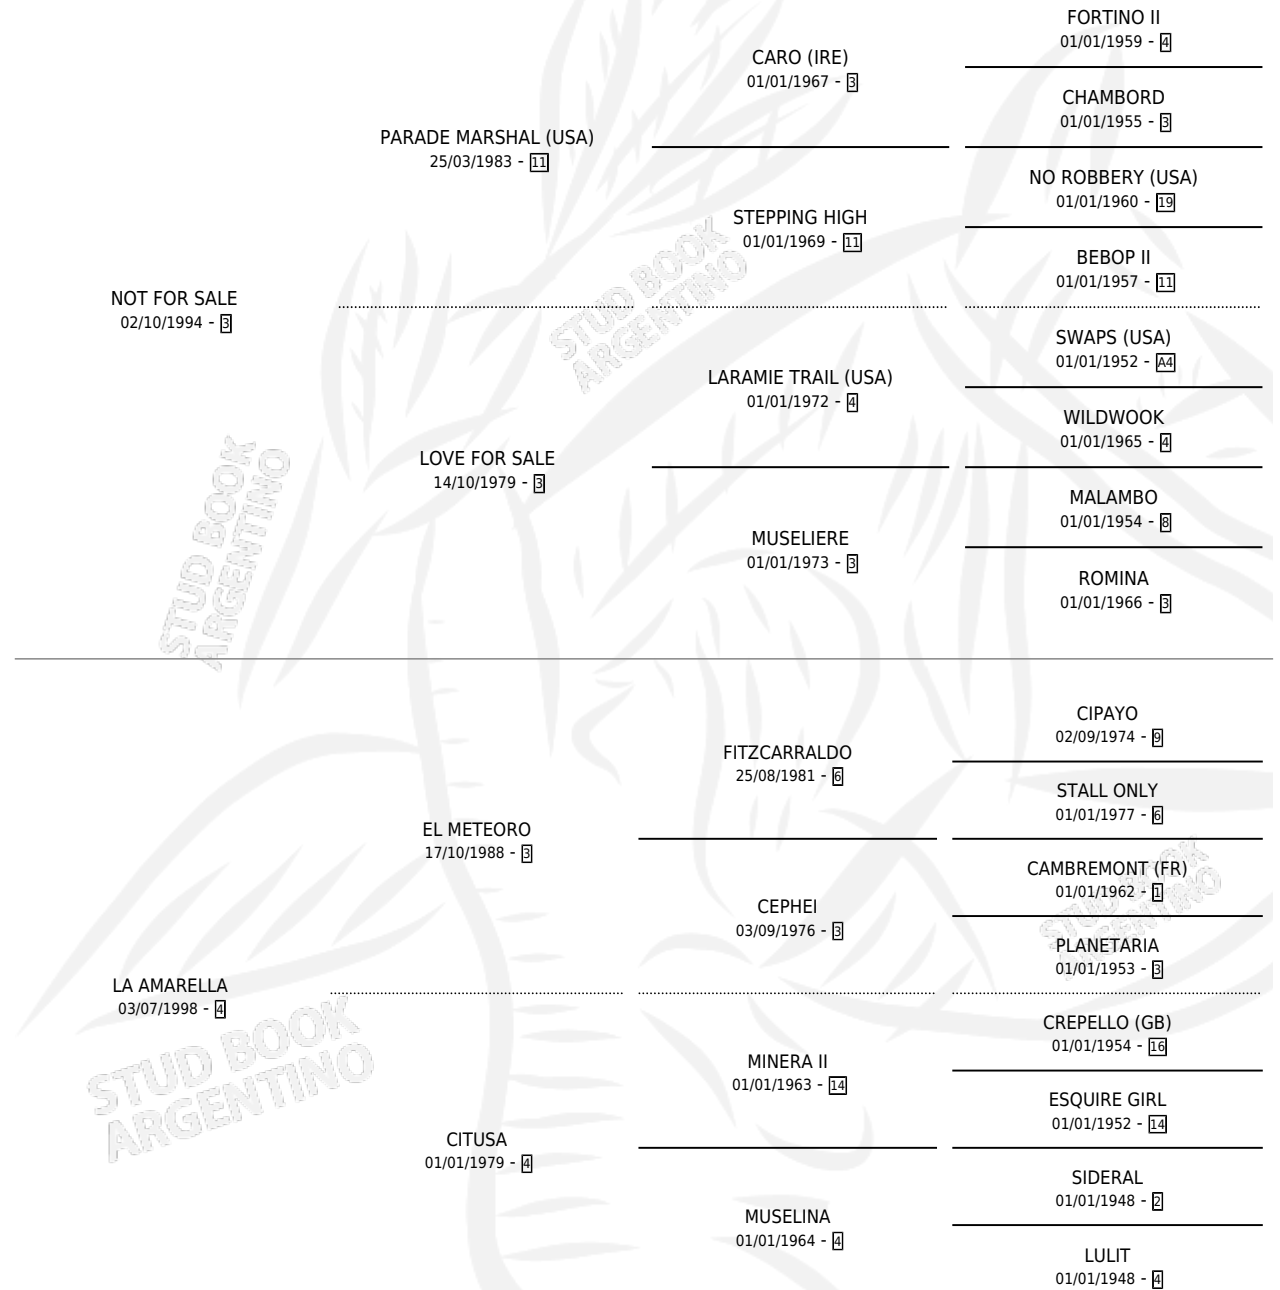 FORTINO II
01/01/1959 - 4
CARO (IRE)
01/01/1967 - 3
CHAMBORD
01/01/1955 - 3
PARADE MARSHAL (USA)
25/03/1983 - 11
NO ROBBERY (USA)
01/01/1960 - 19
STEPPING HIGH
01/01/1969 - 11
BEBOP II
01/01/1957 - 11
NOT FOR SALE
02/10/1994 - 3
SWAPS (USA)
01/01/1952 - A4
LARAMIE TRAIL (USA)
01/01/1972 - 4
WILDWOOK
01/01/1965 - 4
LOVE FOR SALE
14/10/1979 - 3
MALAMBO
01/01/1954 - 8
MUSELIERE
01/01/1973 - 3
ROMINA
01/01/1966 - 3
STUD BOOK
ARGENTINO
STUD BOOK
ARGENTINO
CIPAYO
02/09/1974 - 9
FITZCARRALDO
25/08/1981 - 6
STALL ONLY
01/01/1977 - 6
EL METEORO
17/10/1988 - 3
CAMBREMONT (FR)
01/01/1962 - 1
CEPHEI
03/09/1976 - 3
PLANETARIA
01/01/1953 - 3
STUD BOOK
ARGENTINO
LA AMARELLA
03/07/1998 - 4
CREPELLO (GB)
01/01/1954 - 16
MINERA II
01/01/1963 - 14
ESQUIRE GIRL
01/01/1952 - 14
STUD BOOK
ARGENTINO
CITUSA
01/01/1979 - 4
SIDERAL
01/01/1948 - 2
MUSELINA
01/01/1964 - 4
LULIT
01/01/1948 - 4